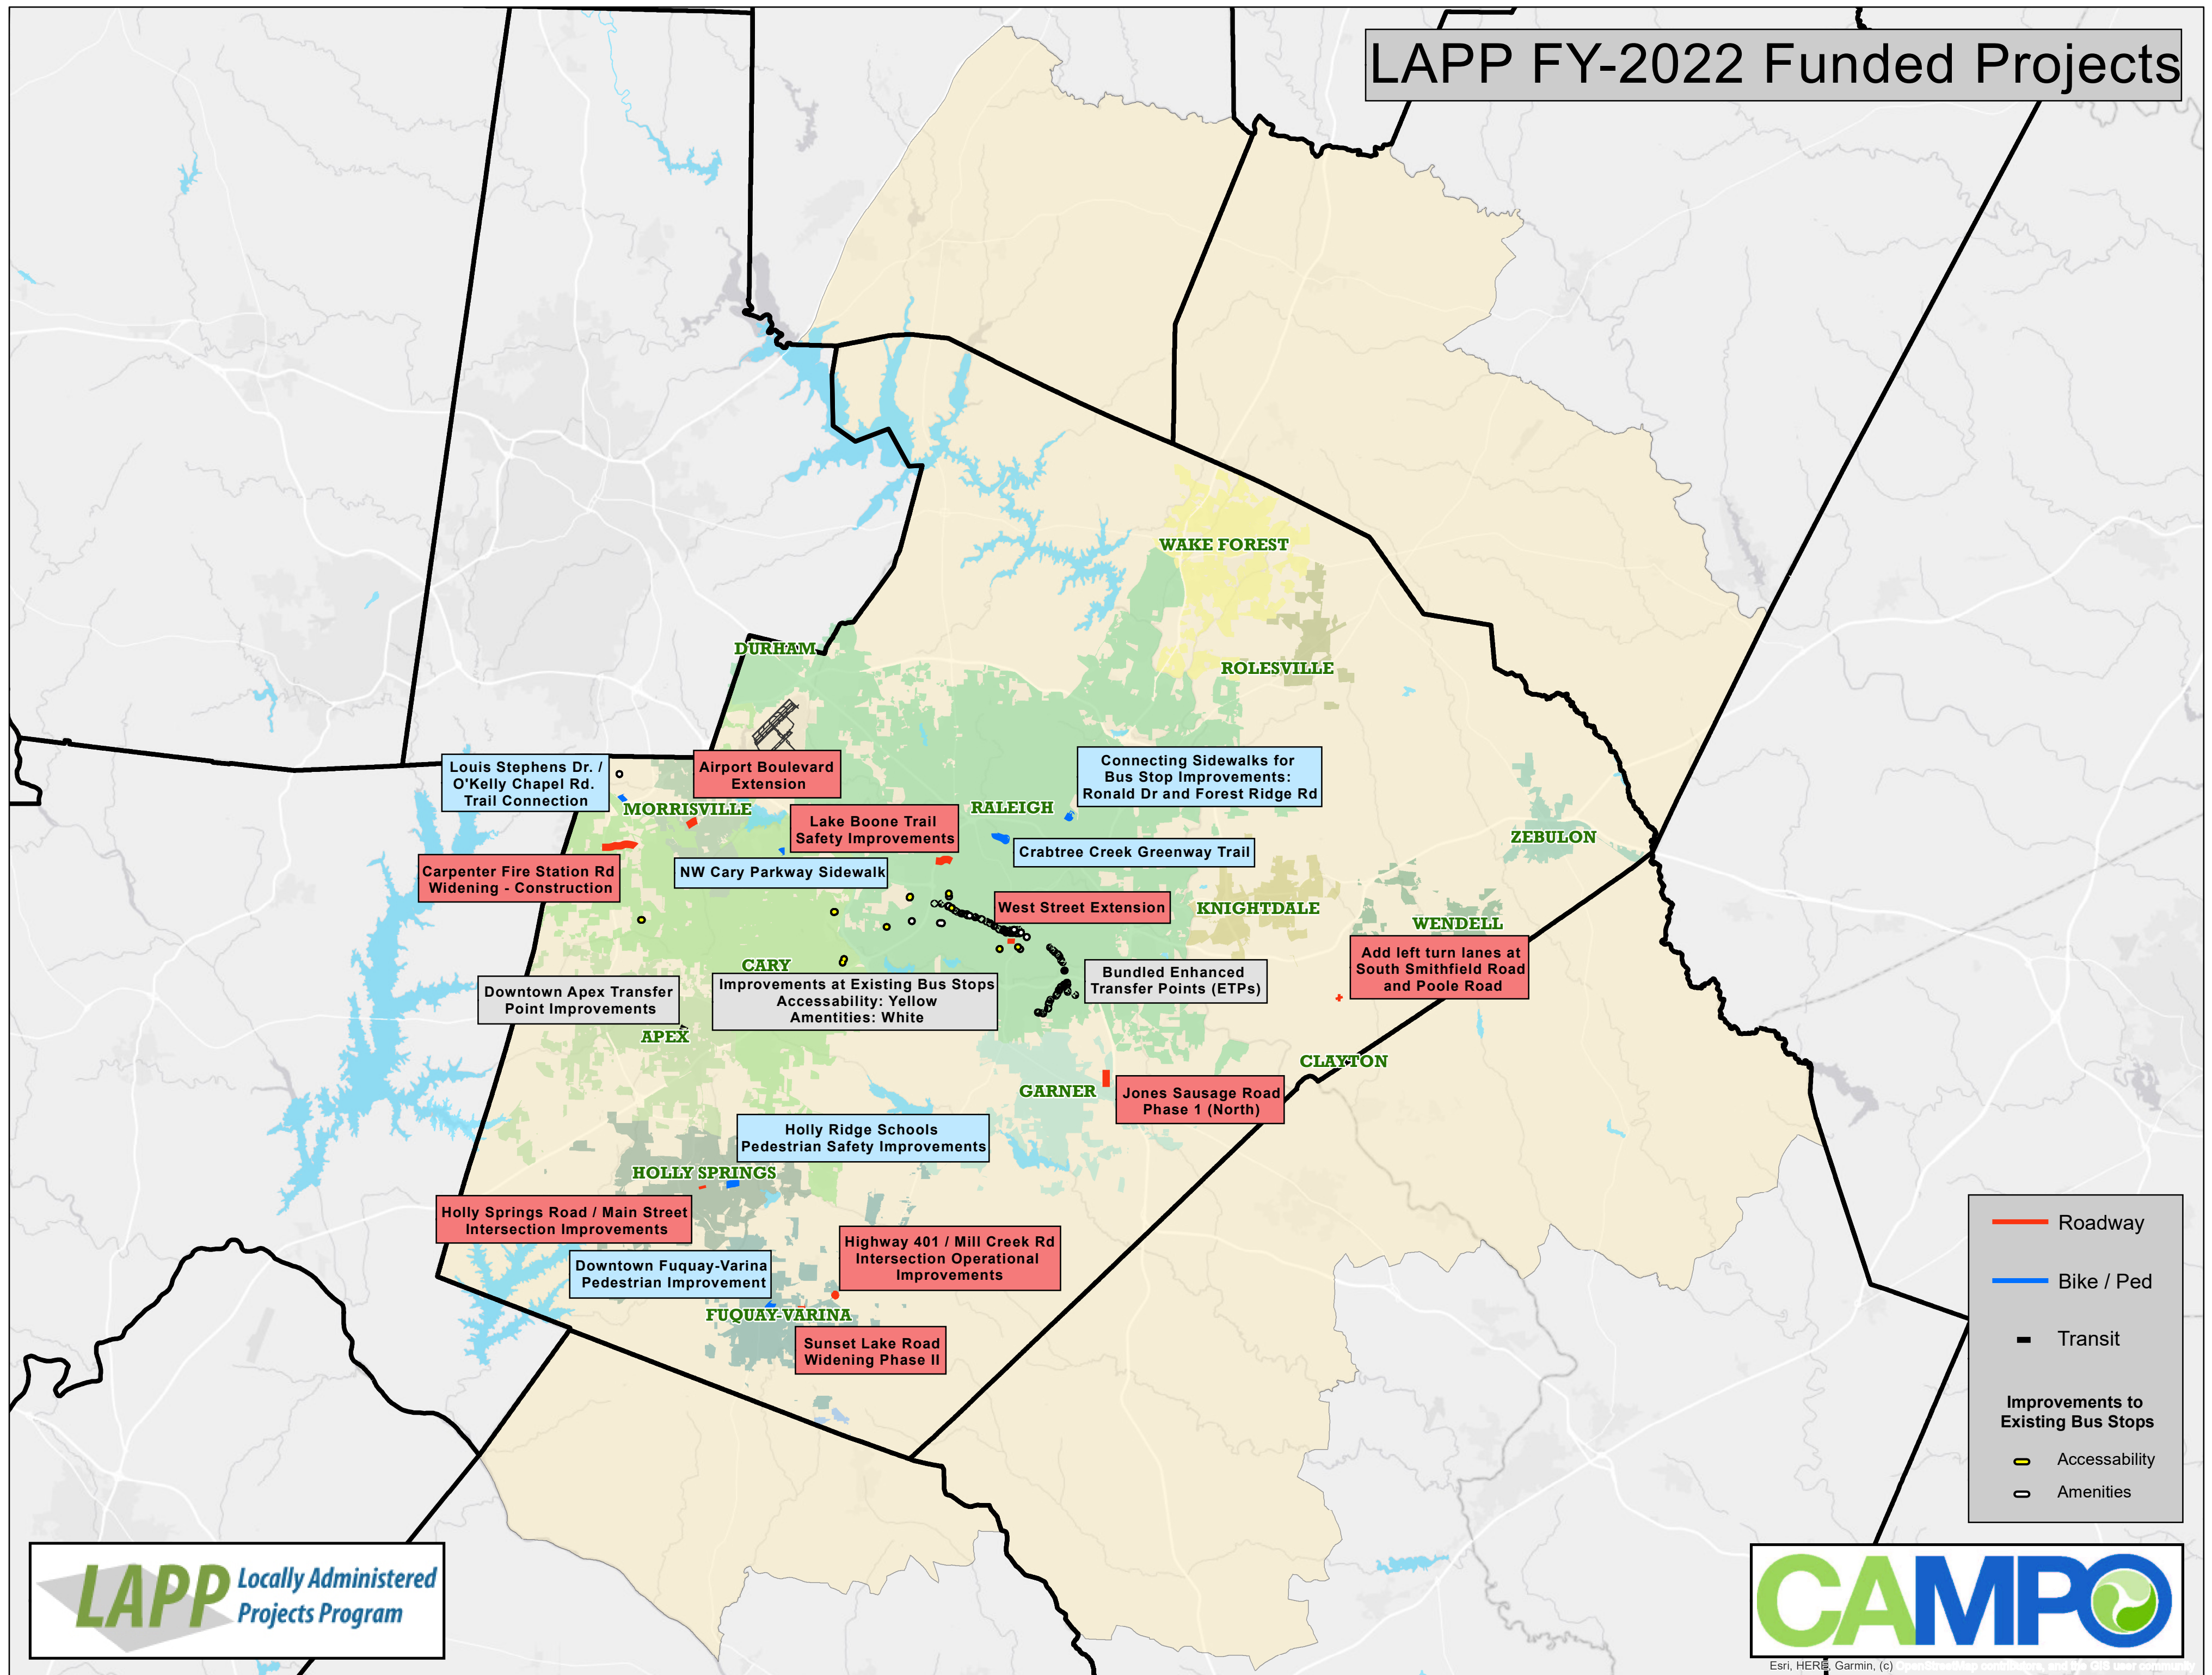 LAPP FY-2022 Funded Projects
WAKE FOREST
DURHAM
ROLESVILLE
Louis Stephens Dr. /
O'Kelly Chapel Rd.
Trail Connection
Airport Boulevard
Extension
Connecting Sidewalks for
Bus Stop Improvements:
Ronald Dr and Forest Ridge Rd
MORRISVILLE
RALEIGH
Lake Boone Trail
Safety Improvements
ZEBULON
Crabtree Creek Greenway Trail
Carpenter Fire Station Rd
Widening - Construction
NW Cary Parkway Sidewalk
West Street Extension
KNIGHTDALE
WENDELL
Add left turn lanes at
South Smithfield Road
and Poole Road
CARY
Improvements at Existing Bus Stops
Accessability: Yellow
Amentities: White
Bundled Enhanced
Transfer Points (ETPs)
Downtown Apex Transfer
Point Improvements
APEX
CLAYTON
GARNER
Jones Sausage Road
Phase 1 (North)
Holly Ridge Schools
Pedestrian Safety Improvements
HOLLY SPRINGS
Holly Springs Road / Main Street
Intersection Improvements
Highway 401 / Mill Creek Rd
Intersection Operational
Improvements
Downtown Fuquay-Varina
Pedestrian Improvement
FUQUAY-VARINA
Sunset Lake Road
Widening Phase II
Roadway
Bike / Ped
Transit
Improvements to
Existing Bus Stops
Accessability
Amenities
LAPP Locally Administered
Projects Program
CAMPO
Esri, HERE, Garmin, (c) OpenStreetMap contributors, and the GIS user community